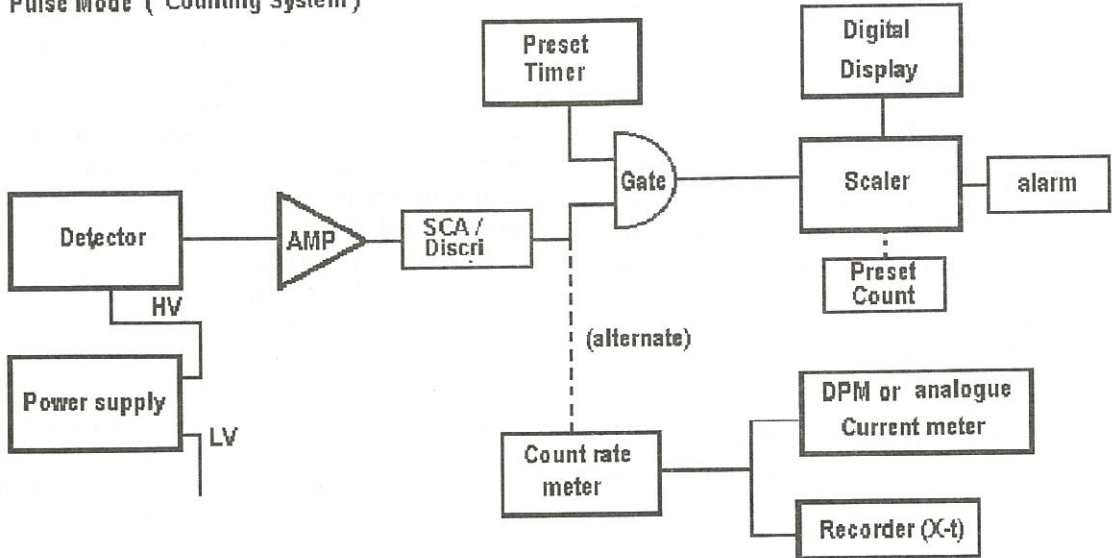 Pulse Mode ( Counting System )
Preset
Timer
Digital
Display
Gate
Scaler
alarm
Detector
AMP
SCA /
Discri
Preset
Count
HV
(alternate)
Power supply
LV
DPM or analogue
Current meter
Count rate
meter
Recorder (X-t)